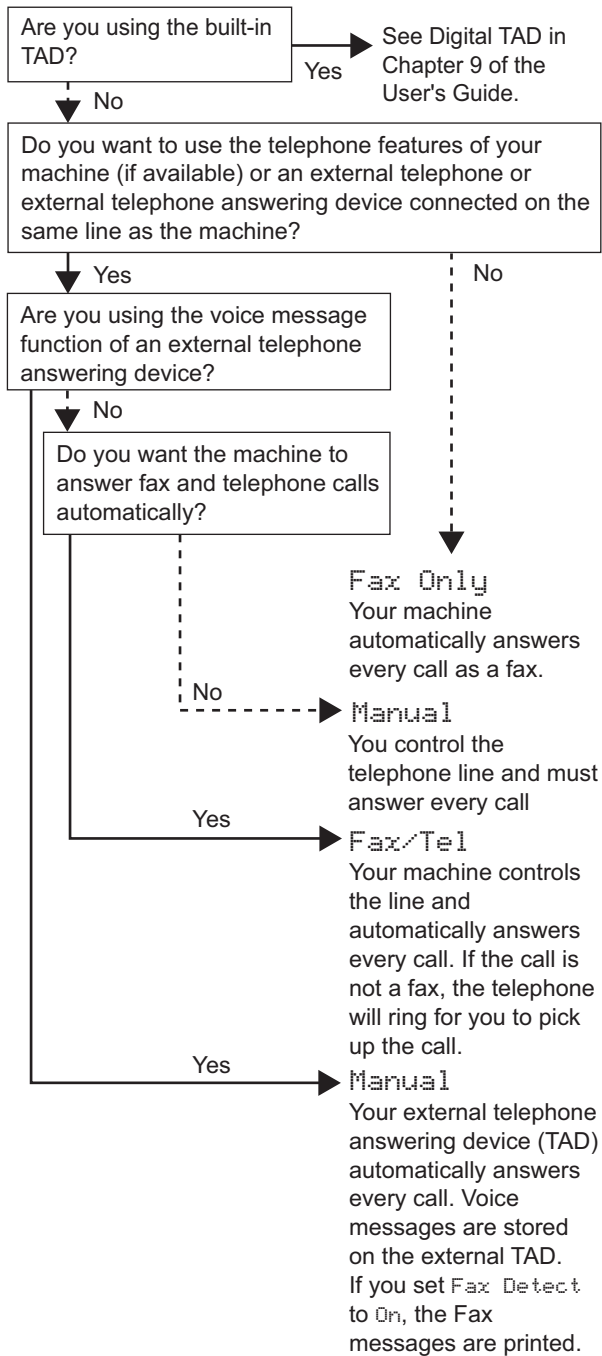 Are you using the built-in
TAD?
Yes
See Digital TAD in
Chapter 9 of the
User's Guide.
No
Do you want to use the telephone features of your
machine (if available) or an external telephone or
external telephone answering device connected on the
same line as the machine?
Yes
No
Are you using the voice message
function of an external telephone
answering device?
No
Do you want the machine to
answer fax and telephone calls
automatically?
Fax Only
Your machine
automatically answers
every call as a fax.
No
Manual
You control the
telephone line and must
answer every call
Yes
Fax/Tel
Your machine controls
the line and
automatically answers
every call. If the call is
not a fax, the telephone
will ring for you to pick
up the call.
Yes
Manual
Your external telephone
answering device (TAD)
automatically answers
every call. Voice
messages are stored
on the external TAD.
If you set Fax Detect
to On, the Fax
messages are printed.